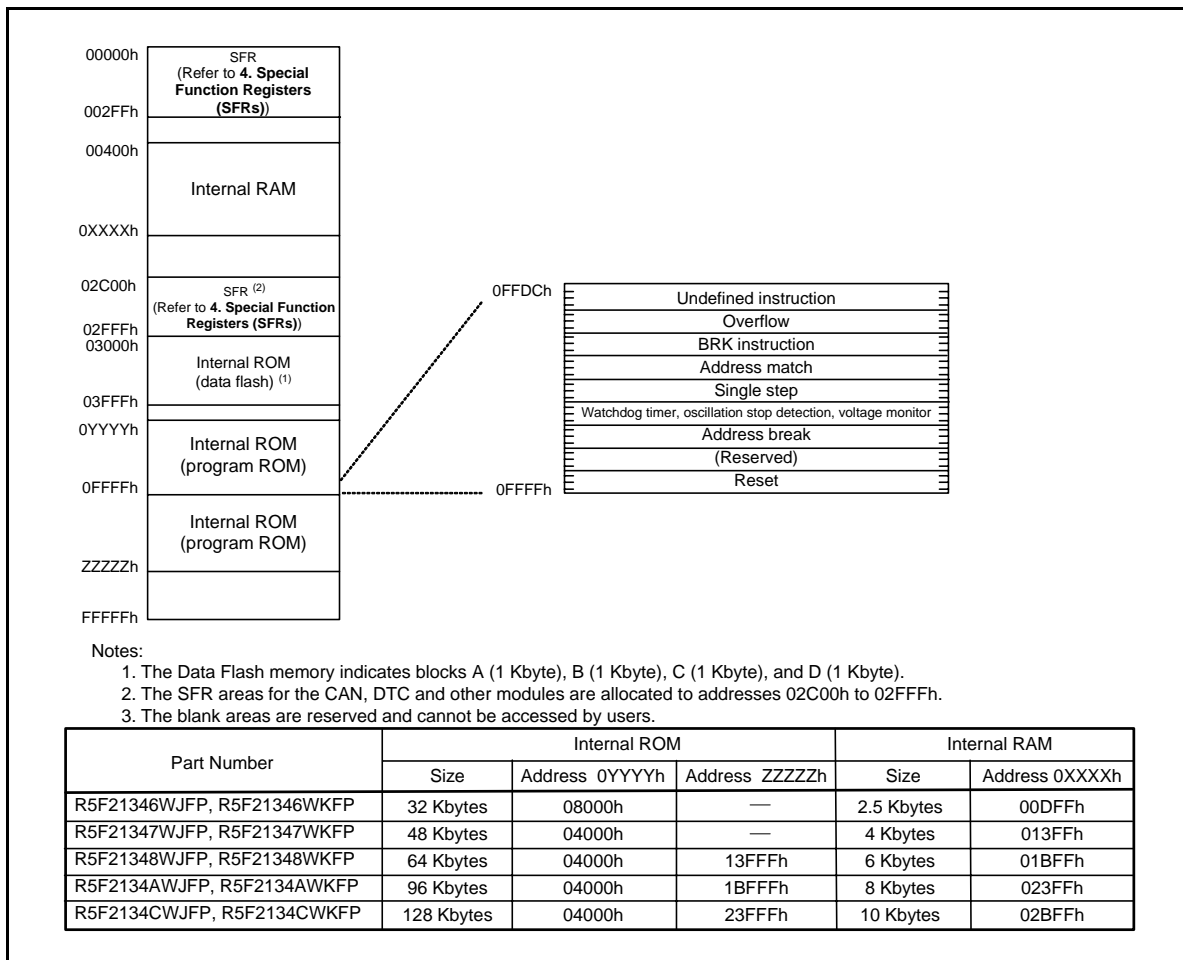 00000h
SFR
(Refer to 4. Special
Function Registers
(SFRs))
002FFh
00400h
Internal RAM
0XXXXh
02C00h
SFR (2)
(Refer to 4. Special Function
Registers (SFRs))
02FFFh
03000h
Internal ROM
(data flash) (1)
03FFFh
0YYYYh
Internal ROM
(program ROM)
0FFFFh
Internal ROM
(program ROM)
ZZZZZh
FFFFFh
0FFDCh
Undefined instruction
Overflow
BRK instruction
Address match
Single step
Watchdog timer, oscillation stop detection, voltage monitor
Address break
(Reserved)
Reset
0FFFFh
Notes:
1. The Data Flash memory indicates blocks A (1 Kbyte), B (1 Kbyte), C (1 Kbyte), and D (1 Kbyte).
2. The SFR areas for the CAN, DTC and other modules are allocated to addresses 02C00h to 02FFFh.
3. The blank areas are reserved and cannot be accessed by users.
Part Number Internal ROM Internal RAM
Size Address 0YYYYh Address ZZZZZh Size Address 0XXXXh
R5F21346WJFP, R5F21346WKFP 32 Kbytes 08000h — 2.5 Kbytes 00DFFh
R5F21347WJFP, R5F21347WKFP 48 Kbytes 04000h — 4 Kbytes 013FFh
R5F21348WJFP, R5F21348WKFP 64 Kbytes 04000h 13FFFh 6 Kbytes 01BFFh
R5F2134AWJFP, R5F2134AWKFP 96 Kbytes 04000h 1BFFFh 8 Kbytes 023FFh
R5F2134CWJFP, R5F2134CWKFP 128 Kbytes 04000h 23FFFh 10 Kbytes 02BFFh